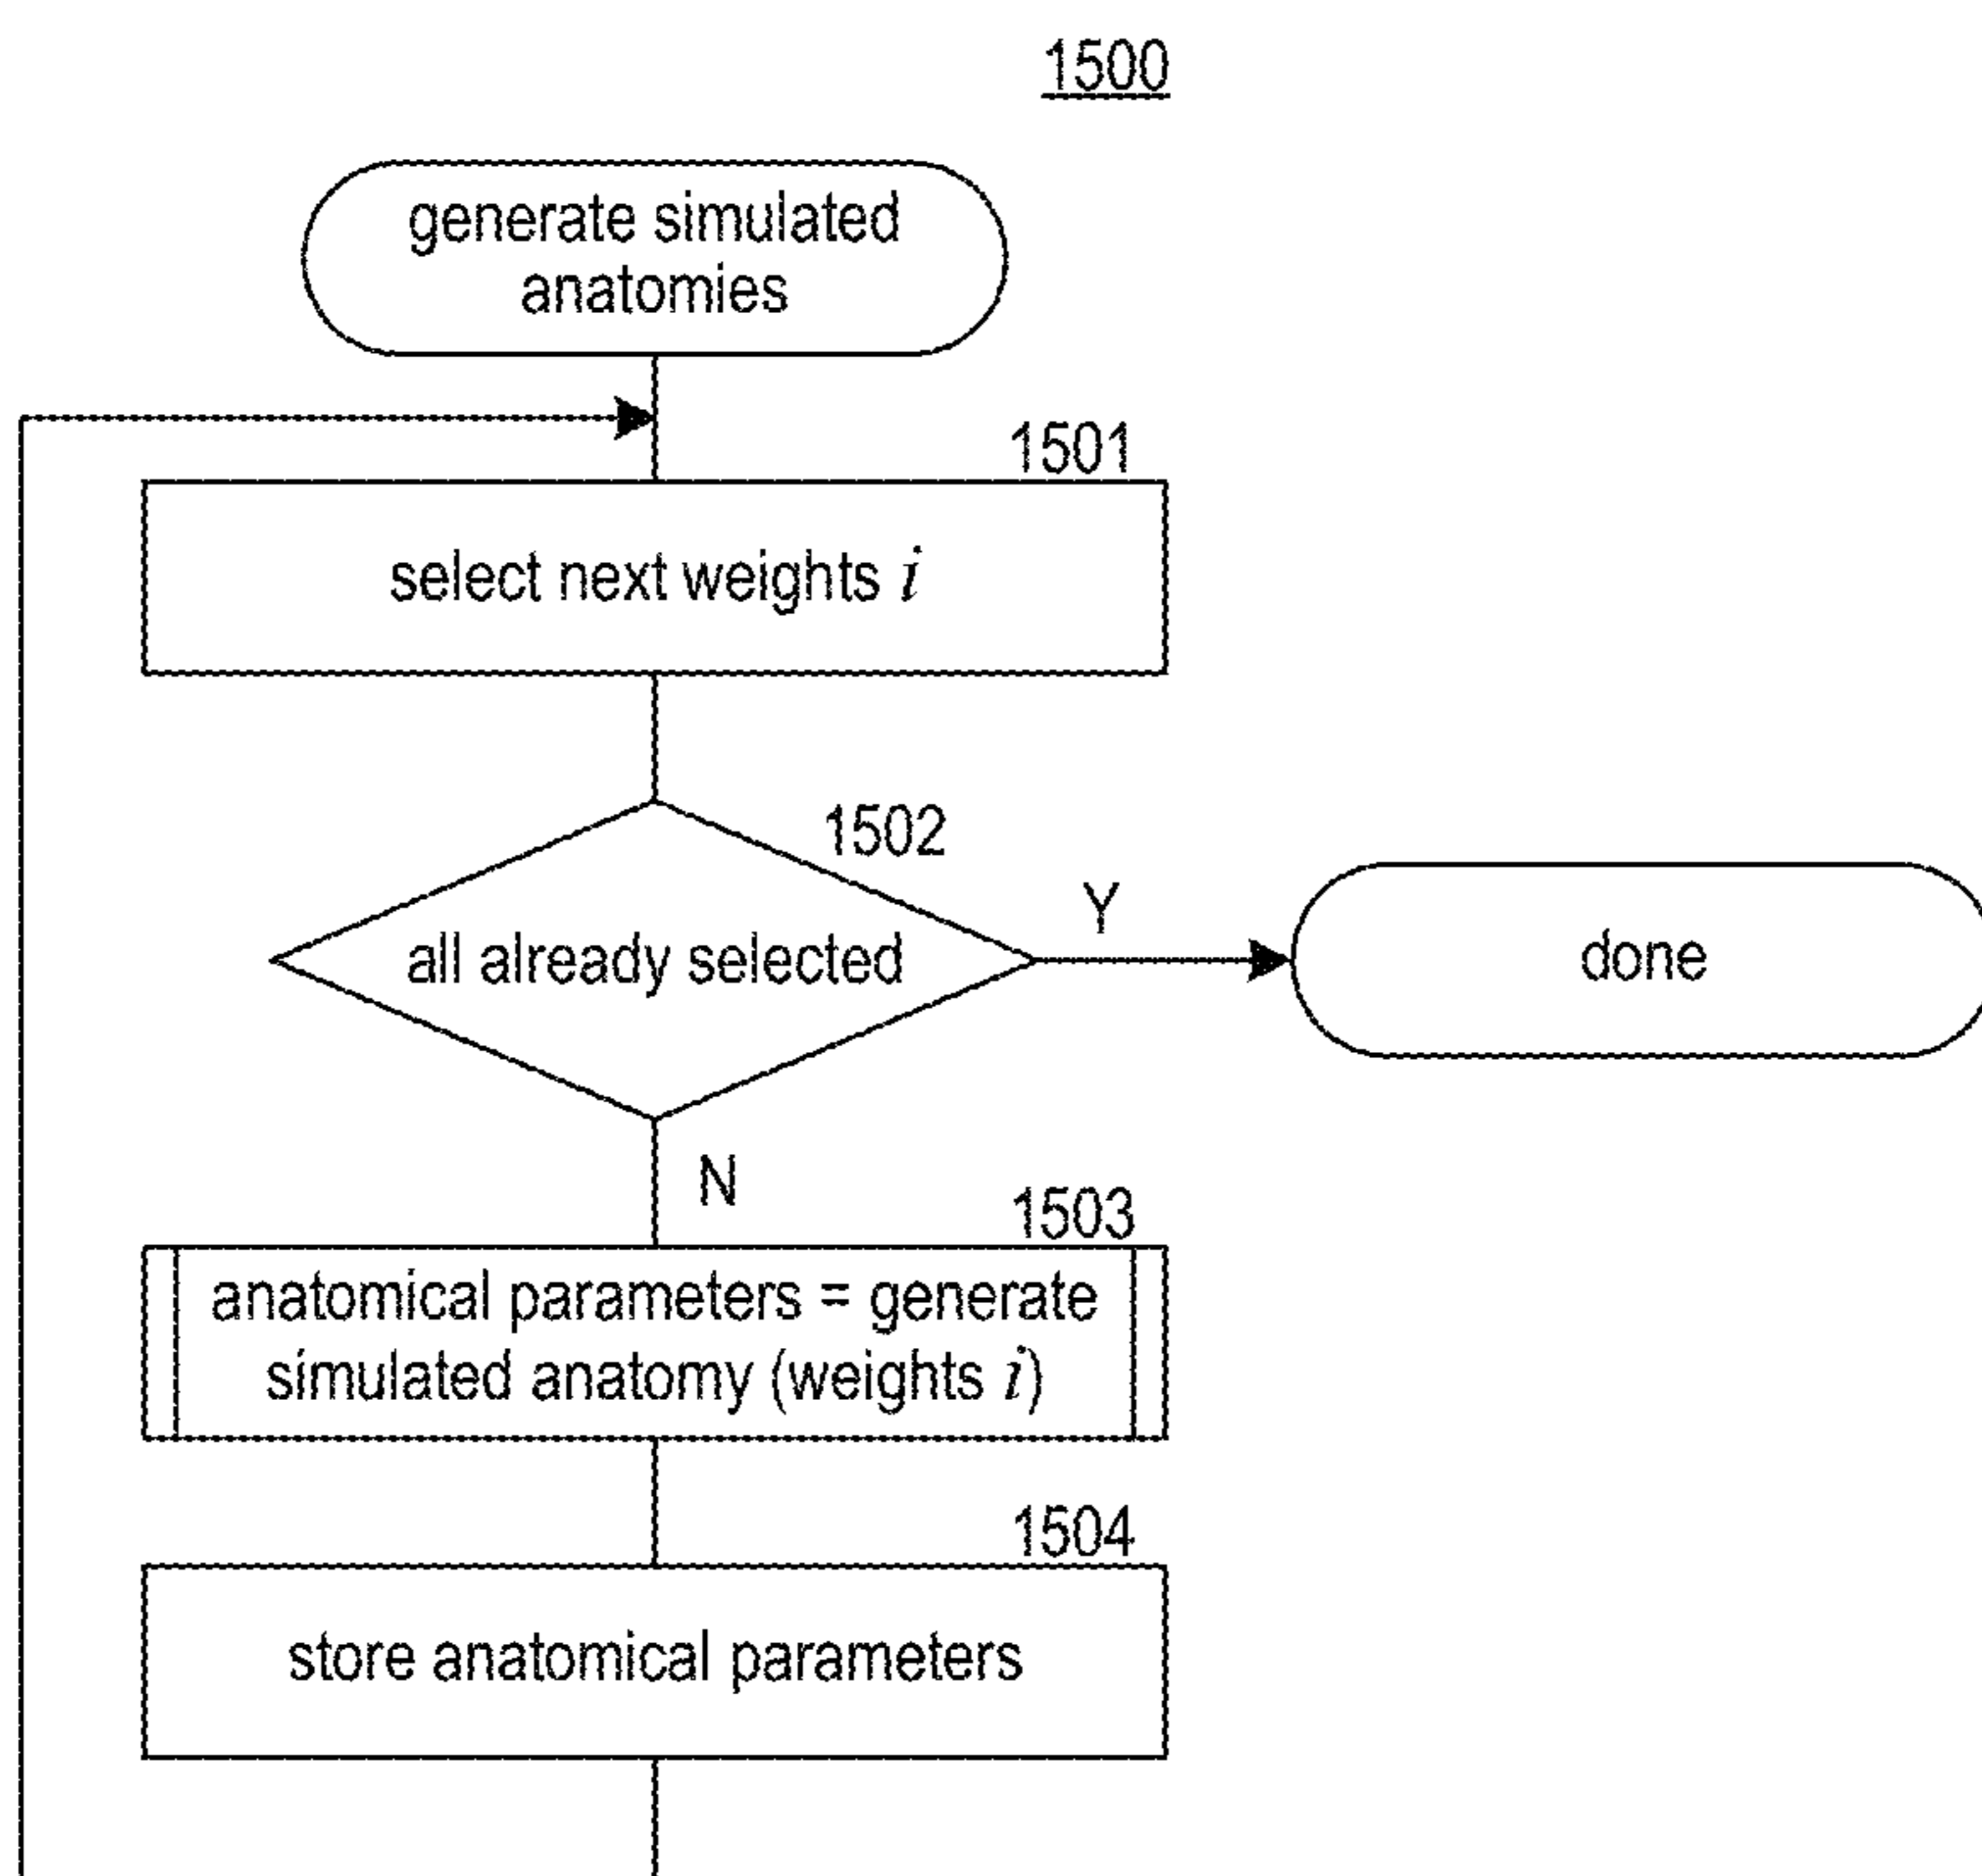 1500
generate simulated
anatomies
1501
select next weights i
1502
all already selected
Y
done
N
1503
anatomical parameters = generate
simulated anatomy (weights i)
1504
store anatomical parameters